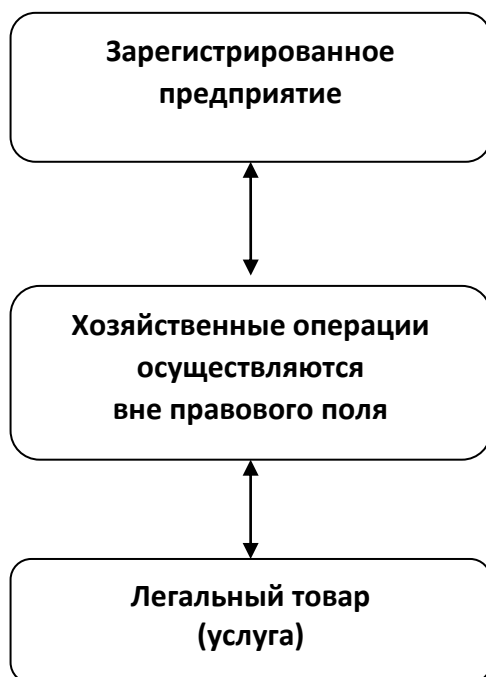 Зарегистрированное
предприятие
Хозяйственные операции
осуществляются
вне правового поля
Легальный товар
(услуга)